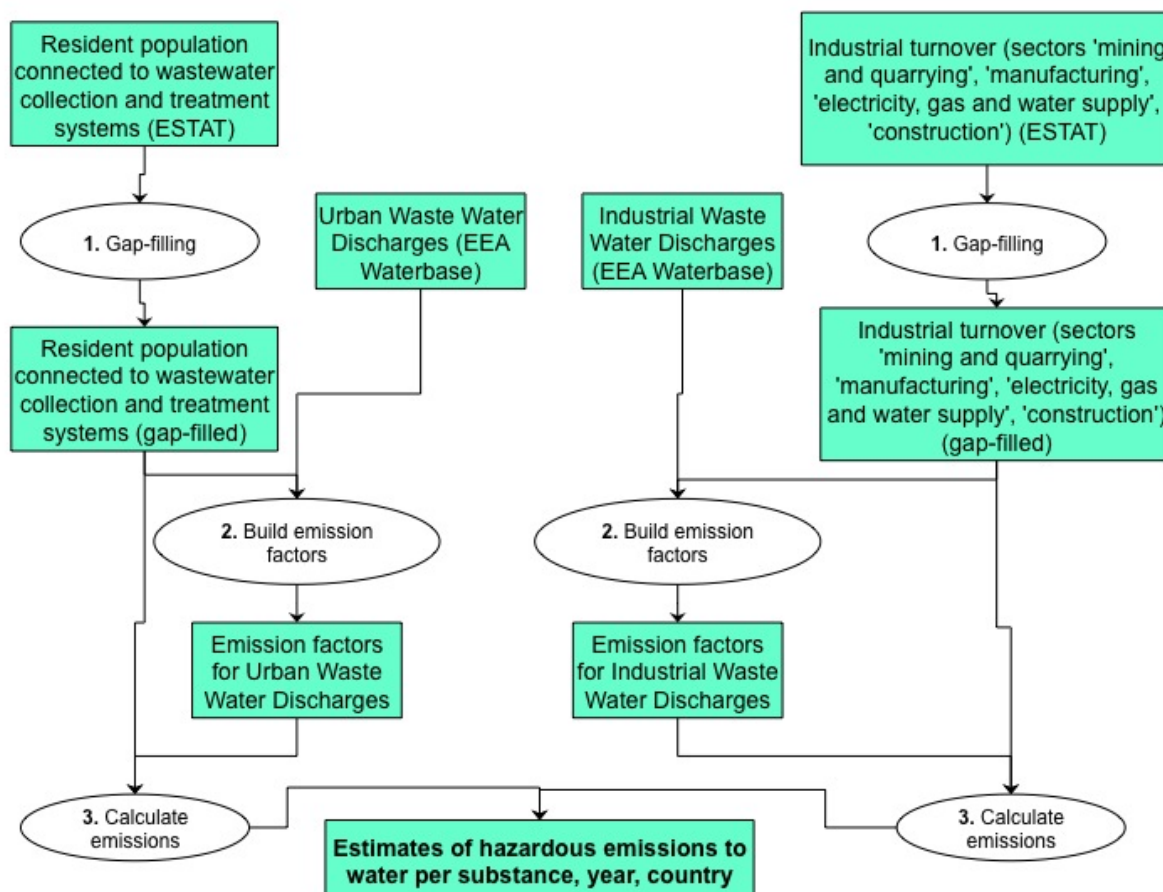 Resident population
connected to wastewater
collection and treatment
systems (ESTAT)
Industrial turnover (sectors 'mining
and quarrying', 'manufacturing',
'electricity, gas and water supply',
'construction') (ESTAT)
1. Gap-filling
Urban Waste Water
Discharges (EEA
Waterbase)
Industrial Waste
Water Discharges
(EEA Waterbase)
1. Gap-filling
Resident population
connected to wastewater
collection and treatment
systems (gap-filled)
Industrial turnover (sectors
'mining and quarrying',
'manufacturing', 'electricity, gas
and water supply', 'construction')
(gap-filled)
2. Build emission
factors
2. Build emission
factors
Emission factors
for Urban Waste
Water Discharges
Emission factors
for Industrial Waste
Water Discharges
3. Calculate
emissions
3. Calculate
emissions
Estimates of hazardous emissions to
water per substance, year, country